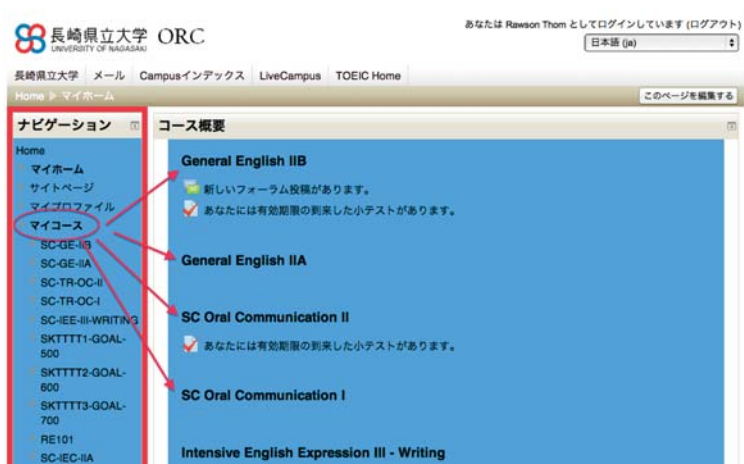 あなたは Rawson Thom としてログインしています (ログアウト)
長崎県立大学 ORC
UNIVERSITY OF NAGASAKI
日本語 (ja)
長崎県立大学 メール Campusインデックス LiveCampus TOEIC Home
Home ▶ マイホーム
このページを編集する
ナビゲーション
Home
マイホーム
サイトページ
マイプロファイル
マイコース
SC-GE-IIB
SC-GE-IIA
SC-TR-OC-II
SC-TR-OC-I
SC-IEE-III-WRITING
SKTTTT1-GOAL-
500
SKTTTT2-GOAL-
600
SKTTTT3-GOAL-
700
RE101
SC-IEC-IIA
コース概要
General English IIB
新しいフォーラム投稿があります。
あなたには有効期限の到来した小テストがあります。
General English IIA
SC Oral Communication II
あなたには有効期限の到来した小テストがあります。
SC Oral Communication I
Intensive English Expression III - Writing